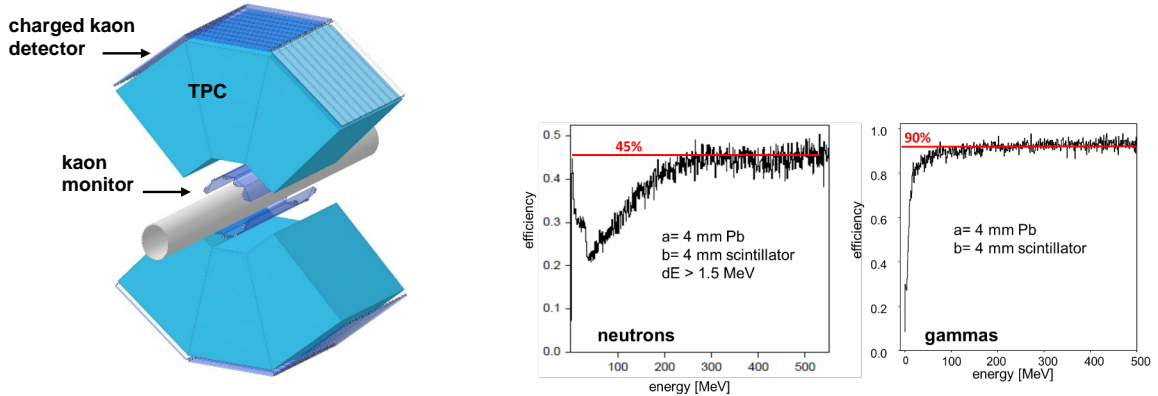 charged kaon
detector
TPC
kaon
monitor
0.5
0.4
0.3
0.2
0.1
0.0
efficiency
45%
a= 4 mm Pb
b= 4 mm scintillator
dE > 1.5 MeV
neutrons
100 200 300 400 500
energy [MeV]
1.0
0.8
0.6
0.4
0.2
0.0
efficiency
90%
a= 4 mm Pb
b= 4 mm scintillator
gammas
0 100 200 300 400 500
energy [MeV]